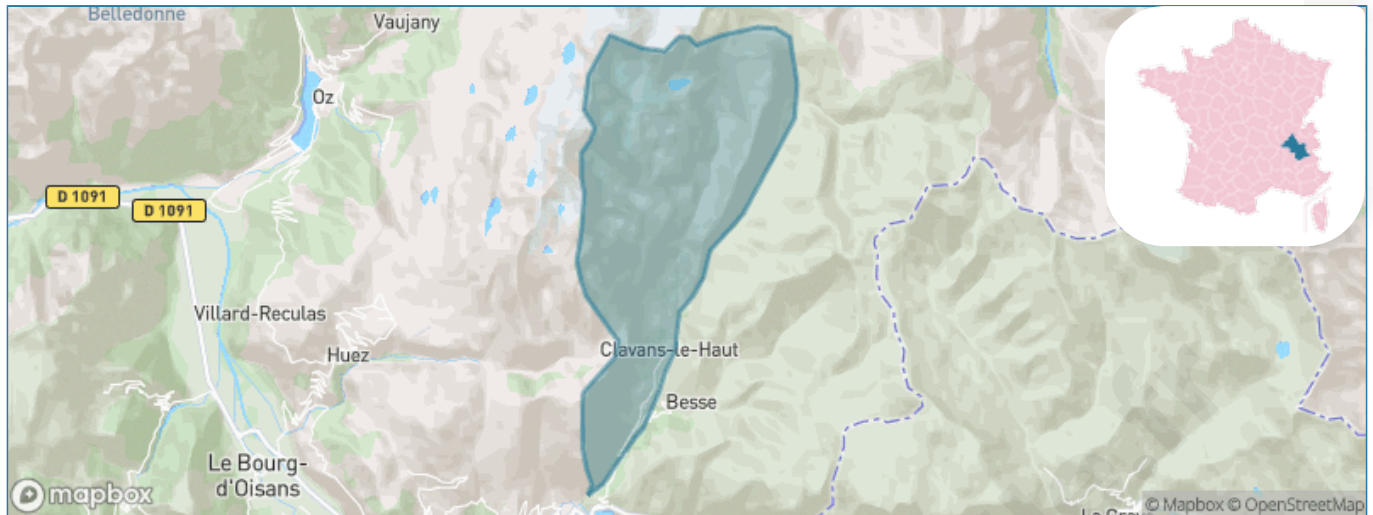 Belledonne
Vaujany
Oz
D 1091
D 1091
Villard-Reculas
Huez
Clavans-le-Haut
Besse
Le Bourg-
d'Oisans
mapbox
© Mapbox © OpenStreetMap